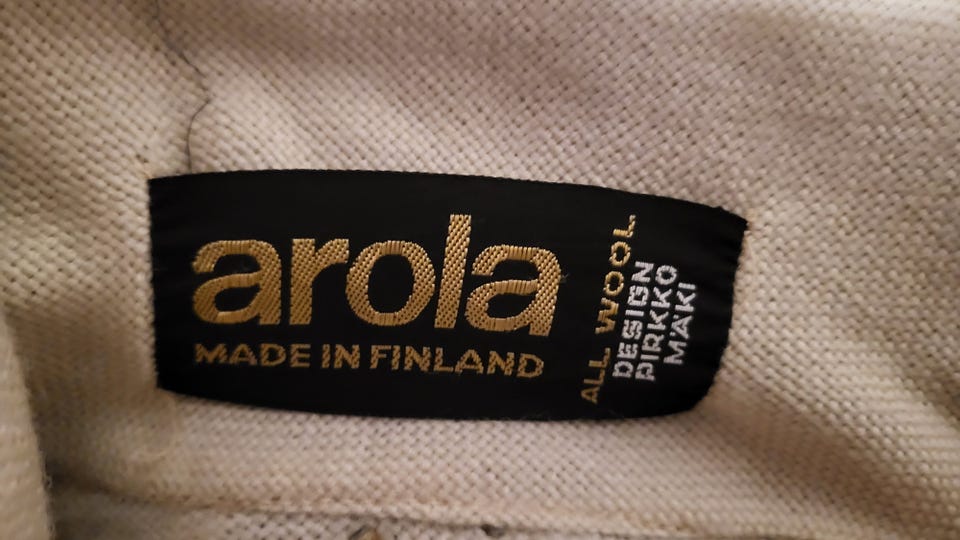 arola
MADE IN FINLAND
ALL WOOL
DESIGN
PIRKKO
MÄKI